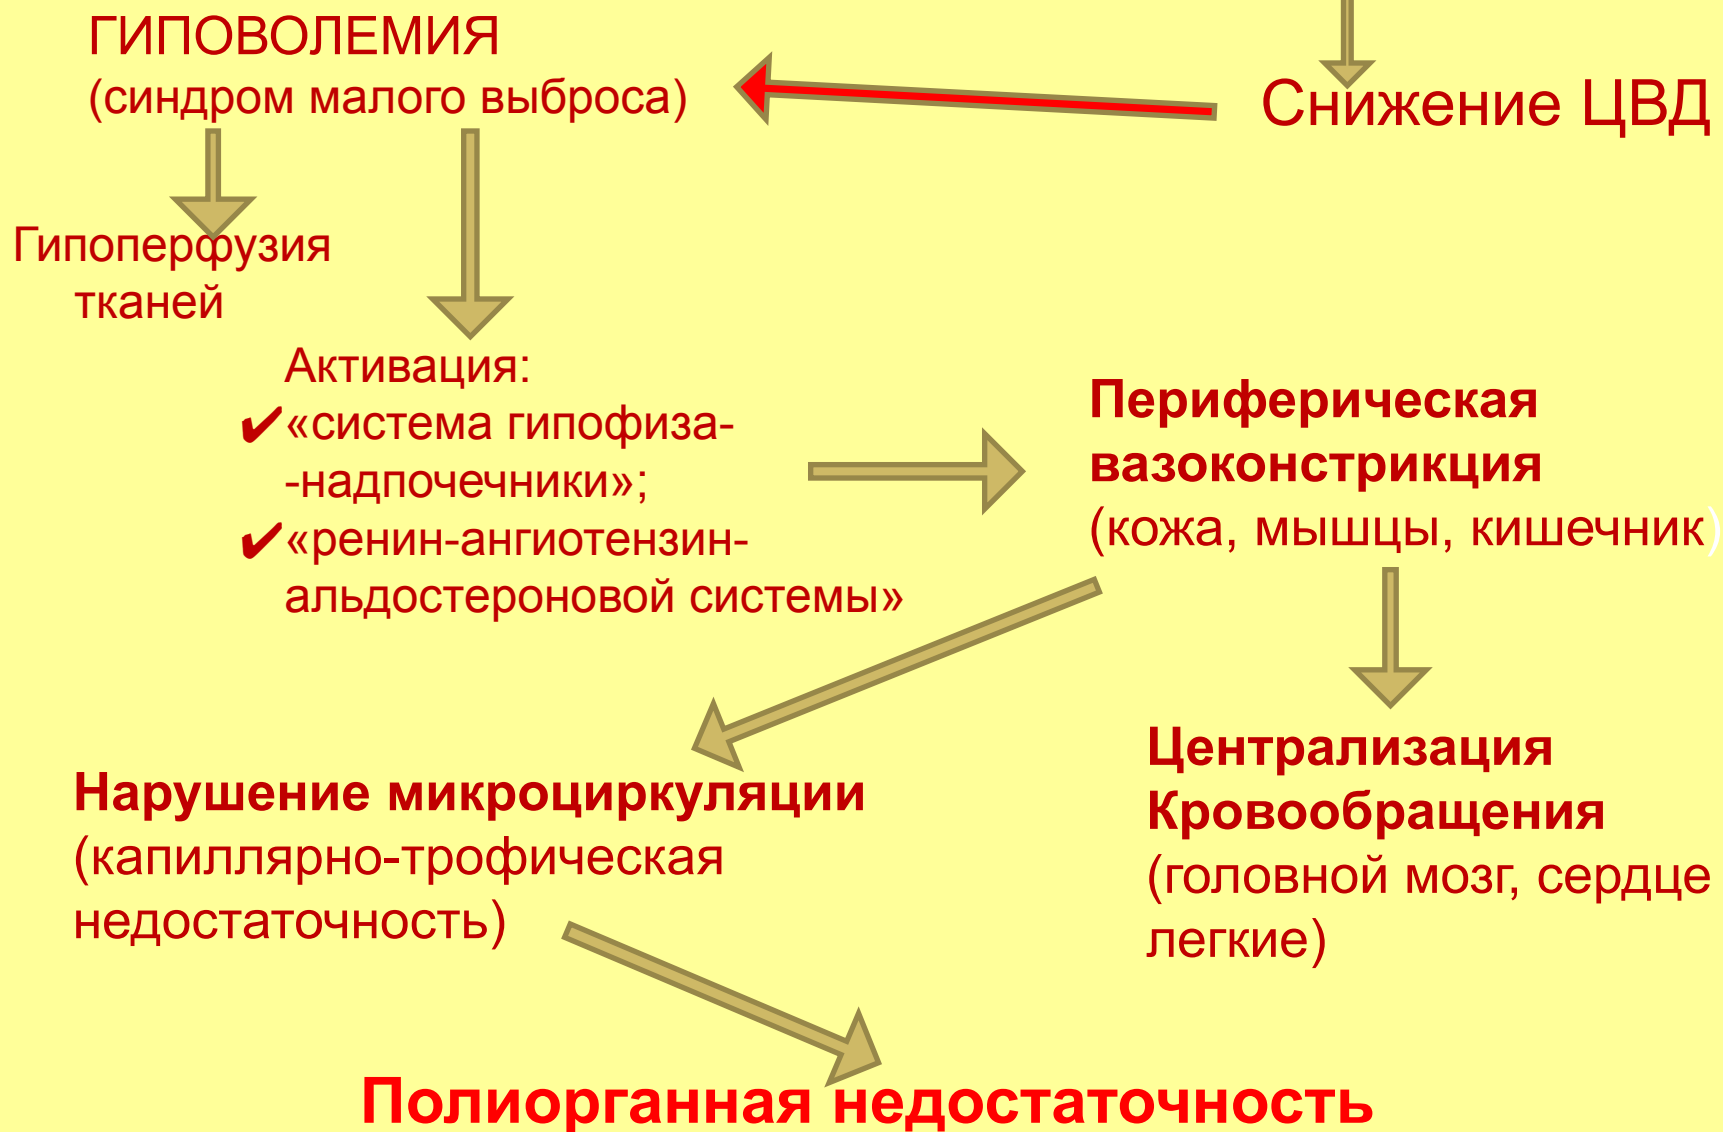 ГИПОВОЛЕМИЯ
(синдром малого выброса)
Снижение ЦВД
Гипоперфузия
тканей
Активация:
✔«система гипофиза-
-надпочечники»;
✔«ренин-ангиотензин-
альдостероновой системы»
Периферическая
вазоконстрикция
(кожа, мышцы, кишечник)
Нарушение микроциркуляции
(капиллярно-трофическая
недостаточность)
Централизация
Кровообращения
(головной мозг, сердце
легкие)
Полиорганная недостаточность